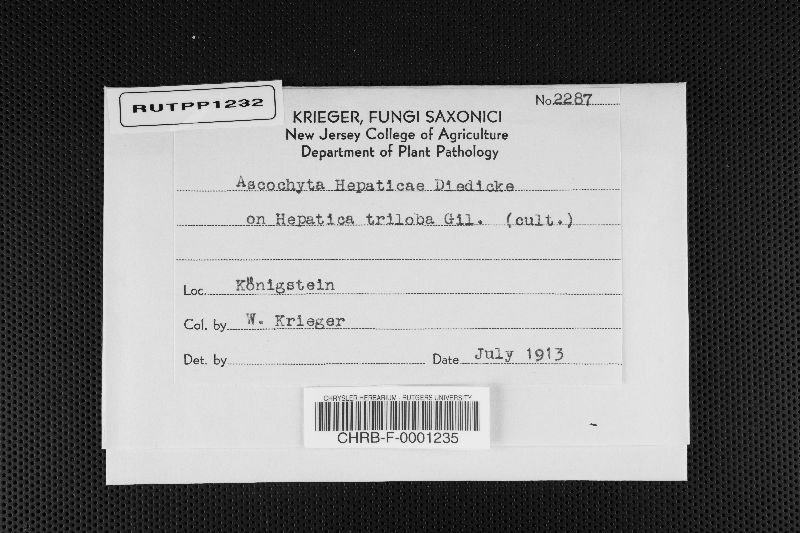 RUTPP1232
No. 2287
KRIEGER, FUNGI SAXONICI
New Jersey College of Agriculture
Department of Plant Pathology
Ascochyta Hepaticae Diedicke
on Hepatica triloba Gil. (cult.)
Loc. Königstein
Col. by W. Krieger
Det. by
Date July 1913
CHRYSLER HERBARIUM - RUTGERS UNIVERSITY
CHRB-F-0001235